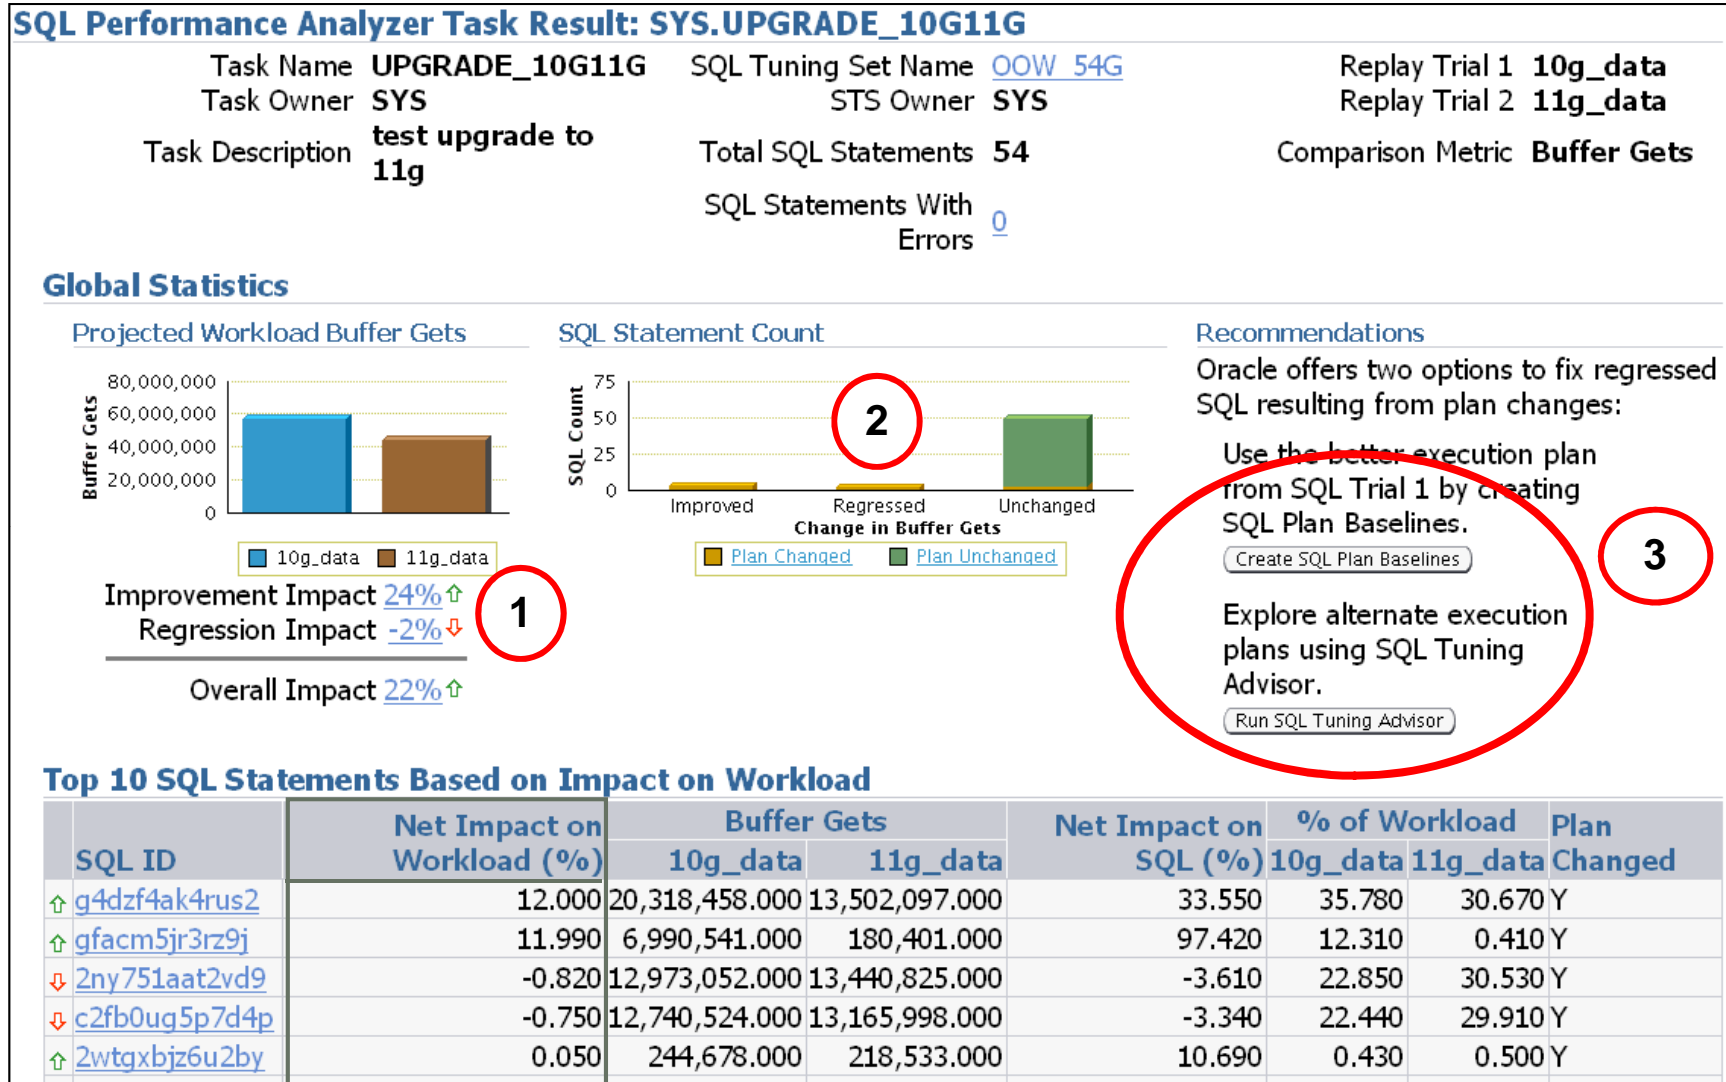 SQL Performance Analyzer Task Result: SYS.UPGRADE_10G11G
Task Name UPGRADE_10G11G SQL Tuning Set Name OOW_54G Replay Trial 1 10g_data
Task Owner SYS STS Owner SYS Replay Trial 2 11g_data
Task Description test upgrade to 11g Total SQL Statements 54 Comparison Metric Buffer Gets
SQL Statements With Errors 0
Global Statistics
Projected Workload Buffer Gets
Buffer Gets
80,000,000
60,000,000
40,000,000
20,000,000
0
10g_data 11g_data
Improvement Impact 24%
Regression Impact -2%
1
Overall Impact 22%
SQL Statement Count
SQL Count
75
50
25
0
2
Improved Regressed Unchanged
Change in Buffer Gets
Plan Changed Plan Unchanged
Recommendations
Oracle offers two options to fix regressed
SQL resulting from plan changes:
Use the better execution plan
from SQL Trial 1 by creating
SQL Plan Baselines.
Create SQL Plan Baselines
3
Explore alternate execution
plans using SQL Tuning
Advisor.
Run SQL Tuning Advisor
Top 10 SQL Statements Based on Impact on Workload
SQL ID Net Impact on Workload (%) Buffer Gets 10g_data 11g_data Net Impact on SQL (%) % of Workload 10g_data 11g_data Plan Changed
g4dzf4ak4rus2 12.000 20,318,458.000 13,502,097.000 33.550 35.780 30.670 Y
gfacm5jr3rz9j 11.990 6,990,541.000 180,401.000 97.420 12.310 0.410 Y
2ny751aat2vd9 -0.820 12,973,052.000 13,440,825.000 -3.610 22.850 30.530 Y
c2fb0ug5p7d4p -0.750 12,740,524.000 13,165,998.000 -3.340 22.440 29.910 Y
2wtgxbjz6u2by 0.050 244,678.000 218,533.000 10.690 0.430 0.500 Y